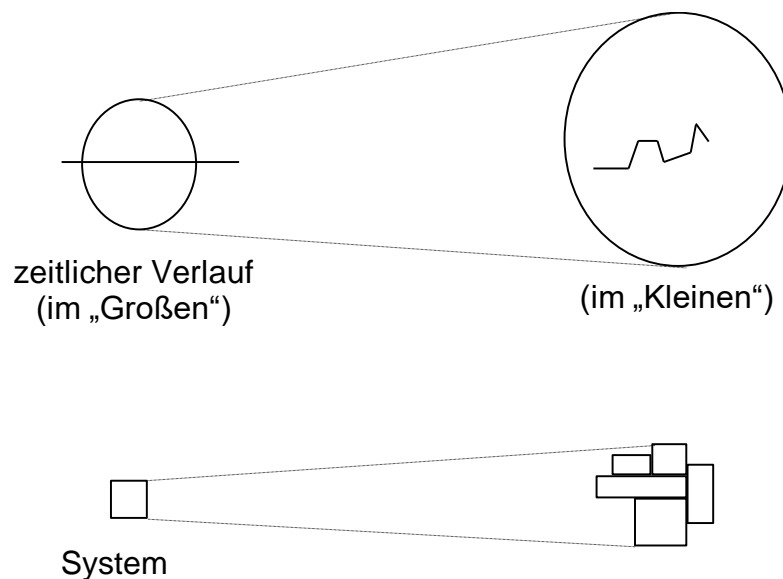 zeitlicher Verlauf
(im „Großen“)
(im „Kleinen“)
System